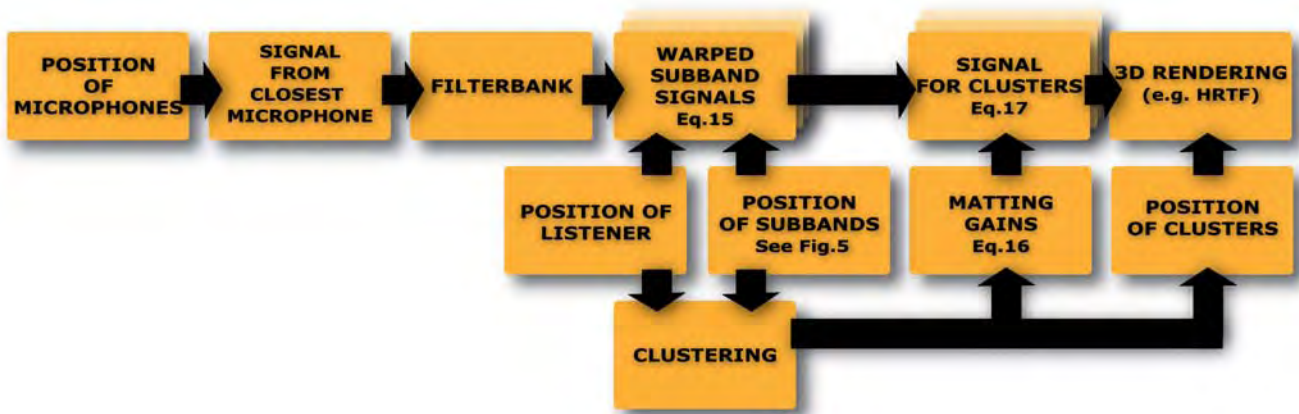 POSITION
OF
MICROPHONES
SIGNAL
FROM
CLOSEST
MICROPHONE
FILTERBANK
WARPED
SUBBAND
SIGNALS
Eq.15
SIGNAL
FOR CLUSTERS
Eq.17
3D RENDERING
(e.g. HRTF)
POSITION OF
LISTENER
POSITION
OF SUBBANDS
See Fig.5
MATTING
GAINS
Eq.16
POSITION
OF CLUSTERS
CLUSTERING